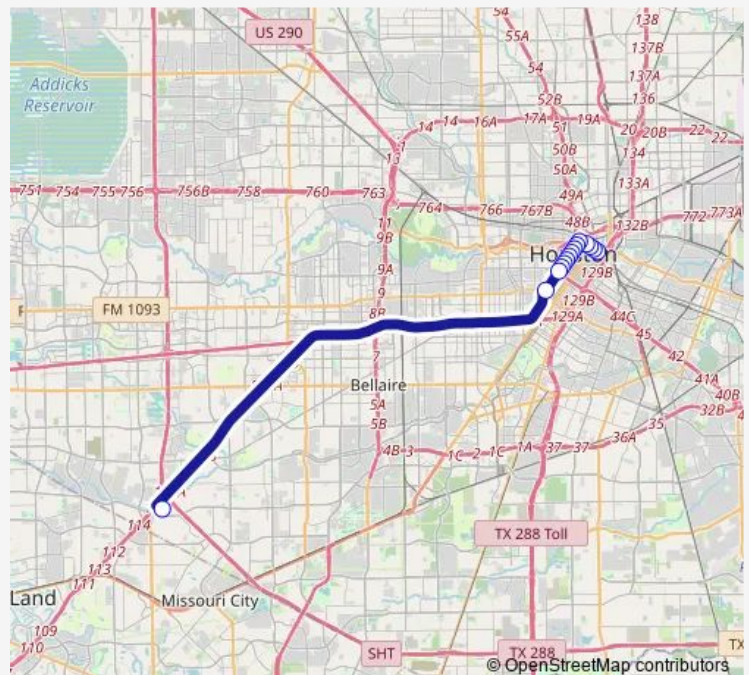 54
138
US 290
55A
137B
Addicks
Reservoir
54
137A
52B
136
14
14
16A
17A
51
19A
20
20B
22
22
13
50B
134
50A
751
754
755
756
756B
758
760
763
49A
133A
11
764
766
767B
48B
132B
772
773A
9B
Houston
9A
129B
9
FM 1093
129B
8B
129A
44C
45
7
42
Bellaire
41A
5A
40B
5B
35
32B
4B
3
1C
2
1C
1A
37
37
36A
114
TX 288 Toll
112
113
111
Land
Missouri City
109
110
SHT
TX 288
TX
© OpenStreetMap contributors